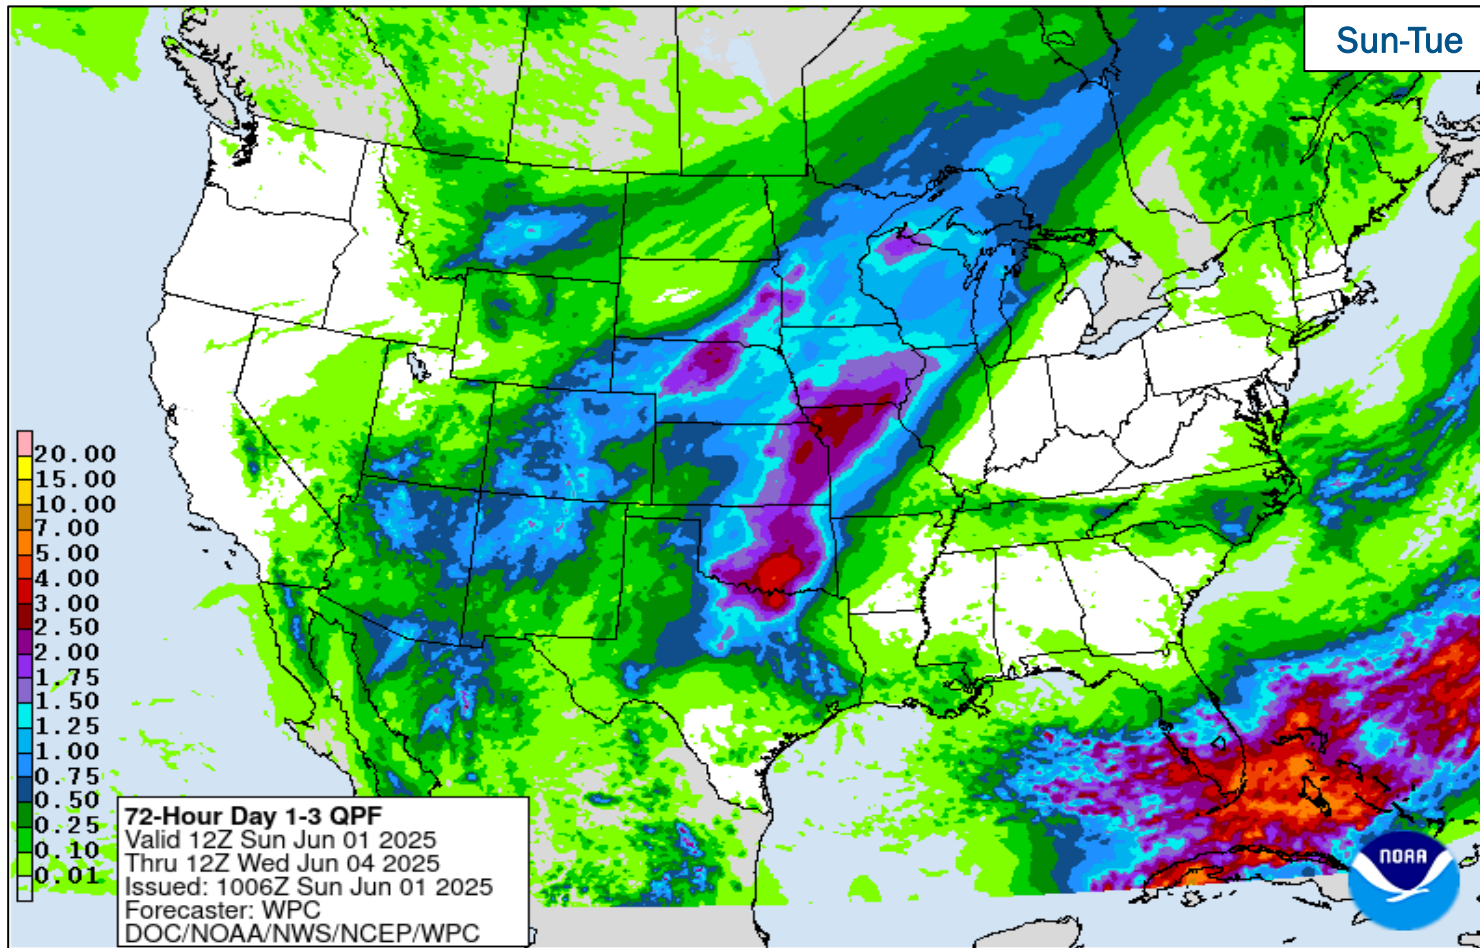 Sun-Tue
20.00
15.00
10.00
7.00
5.00
4.00
3.00
2.50
2.00
1.75
1.50
1.25
1.00
0.75
0.50
0.25
0.10
0.01
72-Hour Day 1-3 QPF
Valid 12Z Sun Jun 01 2025
Thru 12Z Wed Jun 04 2025
Issued: 1006Z Sun Jun 01 2025
Forecaster: WPC
DOC/NOAA/NWS/NCEP/WPC
NOAA